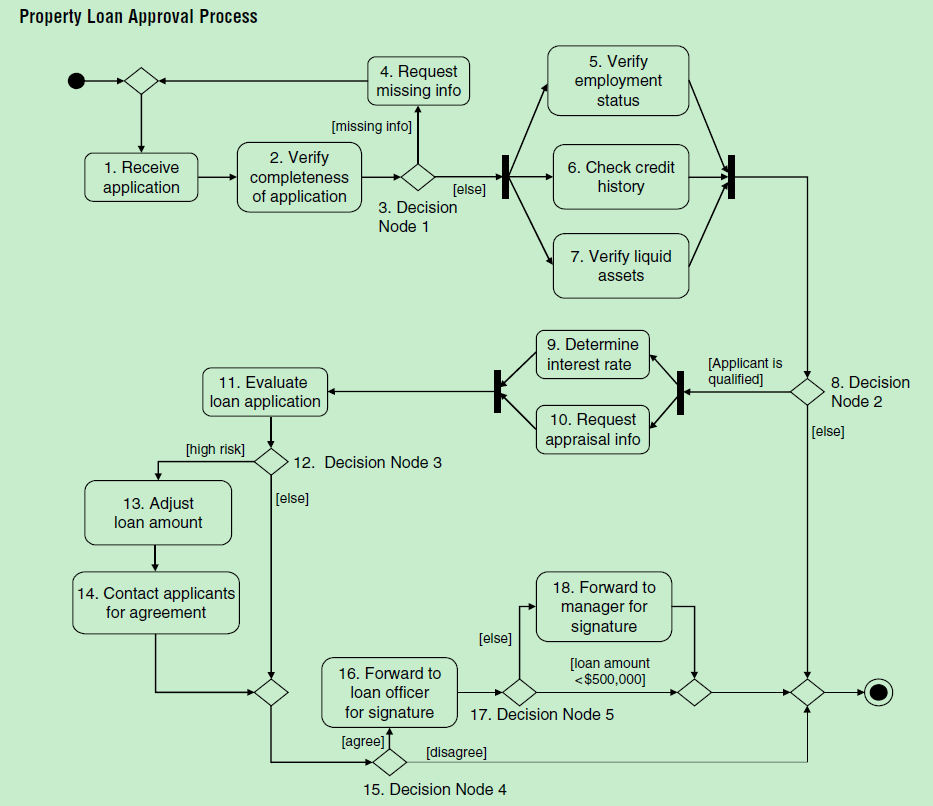 Property Loan Approval Process
4. Request
missing info
5. Verify
employment
status
[missing info]
1. Receive
application
2. Verify
completeness
of application
[else]
3. Decision
Node 1
6. Check credit
history
7. Verify liquid
assets
9. Determine
interest rate
[Applicant is
qualified]
8. Decision
Node 2
[else]
10. Request
appraisal info
11. Evaluate
loan application
[high risk]
12. Decision Node 3
[else]
13. Adjust
loan amount
14. Contact applicants
for agreement
18. Forward to
manager for
signature
[else]
[loan amount
<$500,000]
16. Forward to
loan officer
for signature
17. Decision Node 5
[agree]
[disagree]
15. Decision Node 4